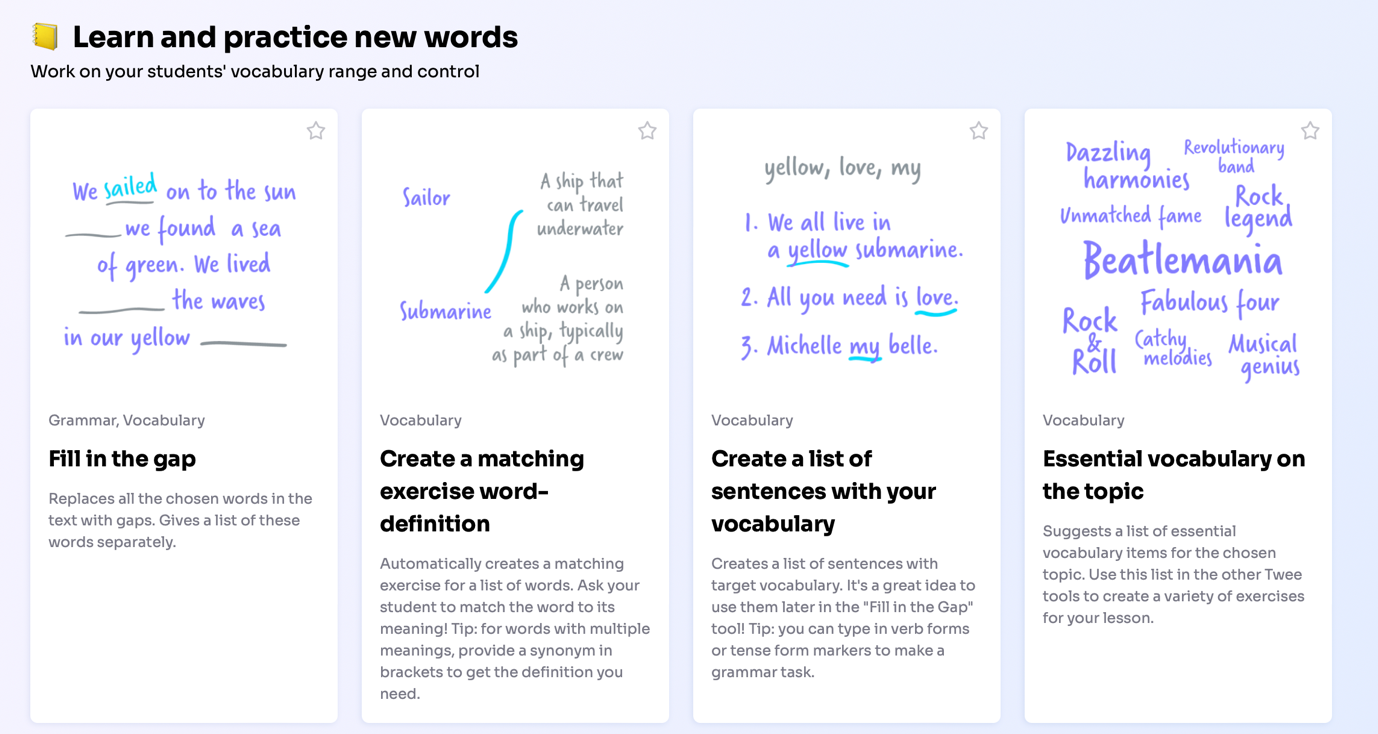 📒 Learn and practice new words
Work on your students' vocabulary range and control
We sailed on to the sun
_____ we found a sea
of green. We lived
_____ the waves
in our yellow _____
Grammar, Vocabulary
Fill in the gap
Replaces all the chosen words in the
text with gaps. Gives a list of these
words separately.
Sailor
A ship that
can travel
underwater
Submarine
A person
who works on
a ship, typically
as part of a crew
Vocabulary
Create a matching
exercise word-
definition
Automatically creates a matching
exercise for a list of words. Ask your
student to match the word to its
meaning! Tip: for words with multiple
meanings, provide a synonym in
brackets to get the definition you
need.
yellow, love, my
1. We all live in
a yellow submarine.
2. All you need is love.
3. Michelle my belle.
Vocabulary
Create a list of
sentences with your
vocabulary
Creates a list of sentences with
target vocabulary. It's a great idea to
use them later in the "Fill in the Gap"
tool! Tip: you can type in verb forms
or tense form markers to make a
grammar task.
Dazzling
harmonies
Revolutionary
band
Unmatched fame
Rock
legend
Beatlemania
Fabulous four
Rock
&
Roll
Catchy
melodies
Musical
genius
Vocabulary
Essential vocabulary on
the topic
Suggests a list of essential
vocabulary items for the chosen
topic. Use this list in the other Twee
tools to create a variety of exercises
for your lesson.